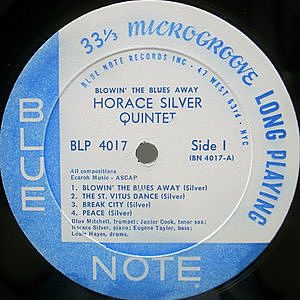 33 1/3 MICROGROOVE LONG PLAYING
BLUE NOTE RECORDS INC · 47 WEST 63rd · NYC
BLOWIN' THE BLUES AWAY
HORACE SILVER
QUINTET
BLP 4017 Side 1
(BN 4017-A)
All compositions
Ecaroh Music - ASCAP
1. BLOWIN' THE BLUES AWAY (Silver)
2. THE ST. VITUS DANCE (Silver)
3. BREAK CITY (Silver)
4. PEACE (Silver)
Blue Mitchell, trumpet; Junior Cook, tenor sax;
Horace Silver, piano; Eugene Taylor, bass;
Louis Hayes, drums.
BLUE
NOTE